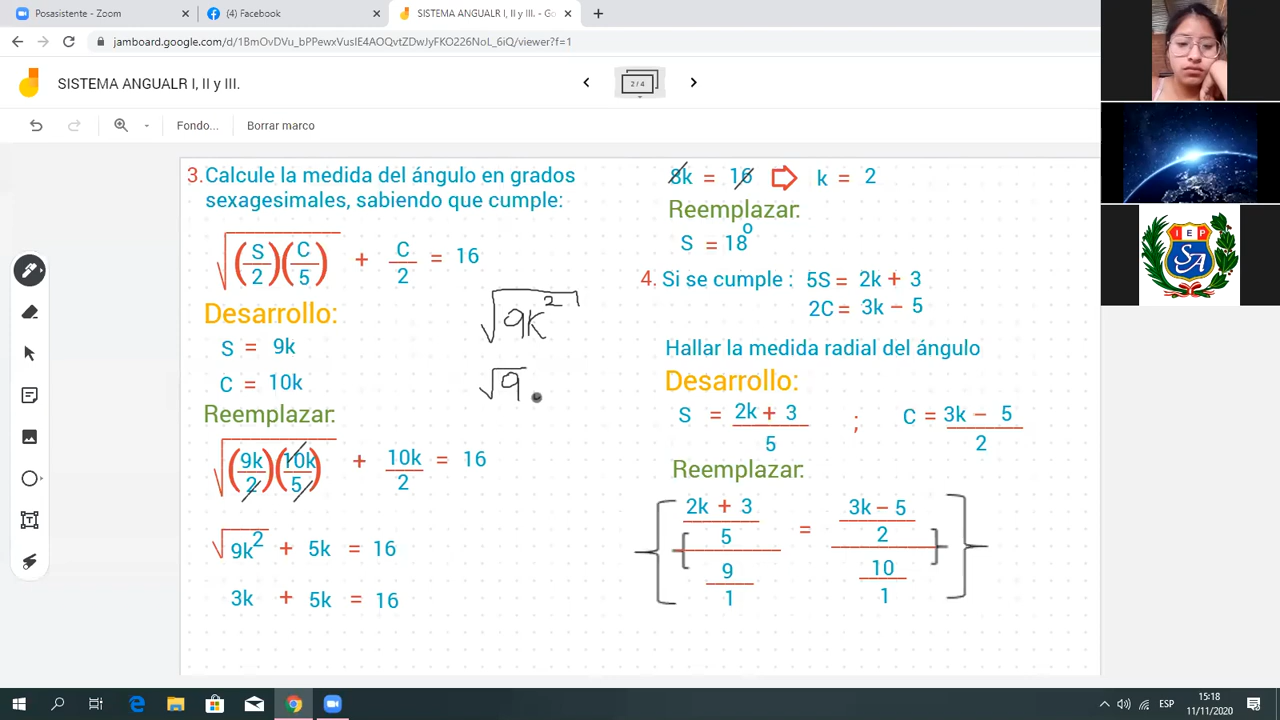 Posasistente - Zoom
(4) Facebook
SISTEMA ANGUALR I, II y III. - Go
jamboard.google.com/d/1BmOvDVu_bPPewxVusIE4AOQvtZDwJyFKO226NoL_6iQ/viewer?f=1
SISTEMA ANGUALR I, II y III.
2 / 4
Fondo...
Borrar marco
3. Calcule la medida del ángulo en grados
sexagesimales, sabiendo que cumple:
√(S/2)(C/5) + C/2 = 16
Desarrollo:
S = 9k
C = 10k
Reemplazar:
√(9k/2)(10k/5) + 10k/2 = 16
√9k² + 5k = 16
3k + 5k = 16
√9k²
√9
8k = 16 ⇨ k = 2
Reemplazar:
S = 18°
4. Si se cumple : 5S = 2k + 3
2C = 3k – 5
Hallar la medida radial del ángulo
Desarrollo:
S = 2k + 3/5 ; C = 3k – 5/2
Reemplazar:
{[2k + 3/5 / 9/1 = 3k – 5/2 / 10/1]}
I E P
SA
ESP
15:18
11/11/2020